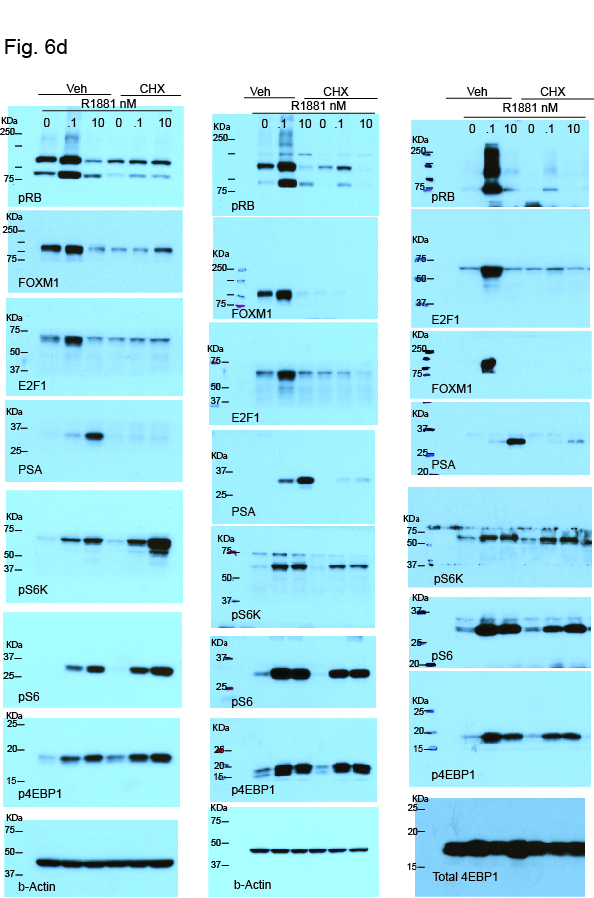 Fig. 6d
Veh CHX
R1881 nM
KDa 0 .1 10 0 .1 10
250
75
pRB
KDa
250
75
FOXM1
KDa
75
50
37
E2F1
KDa
37
25
PSA
KDa
75
50
37
pS6K
KDa
37
25
pS6
KDa
20
15
p4EBP1
KDa
75
50
37
b-Actin
Veh CHX
R1881 nM
0 .1 10 0 .1 10
KDa
250
75
pRB
KDa
250
75
FOXM1
KDa
75
50
37
E2F1
KDa
37
25
PSA
KDa
75
50
37
pS6K
KDa
37
25
pS6
KDa
25
20
15
p4EBP1
KDa
75
50
37
b-Actin
Veh CHX
R1881 nM
0 .1 10 0 .1 10
KDa
250
75
pRB
KDa
75
50
37
E2F1
KDa
250
75
FOXM1
KDa
37
25
20
PSA
KDa
75
50
37
pS6K
KDa
37
25
20
pS6
KDa
25
20
15
p4EBP1
KDa
25
20
15
Total 4EBP1